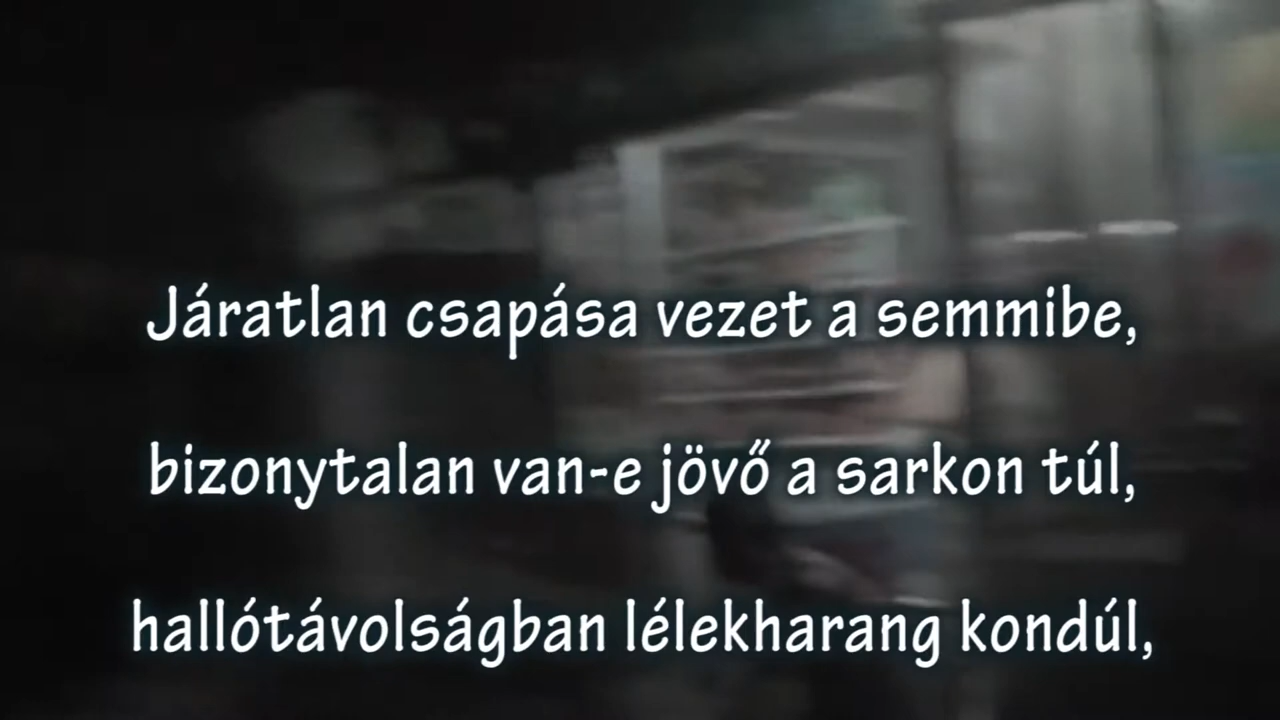 Járatlan csapása vezet a semmibe,
bizonytalan van-e jövő a sarkon túl,
hallótávolságban lélekharang kondúl,